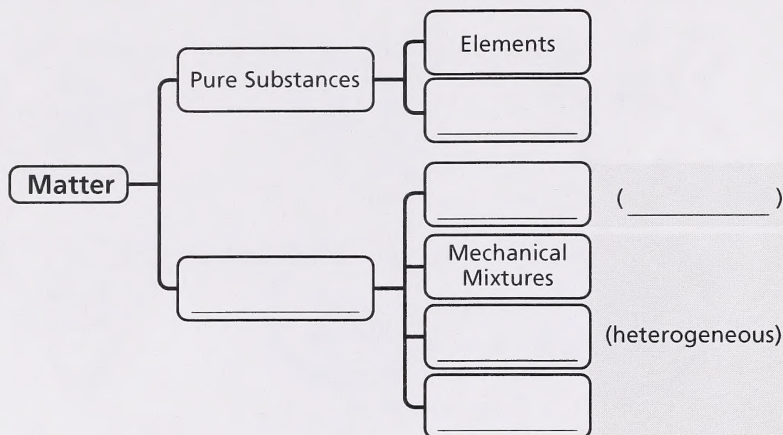 Elements
Pure Substances
Matter
( )
Mechanical
Mixtures
(heterogeneous)